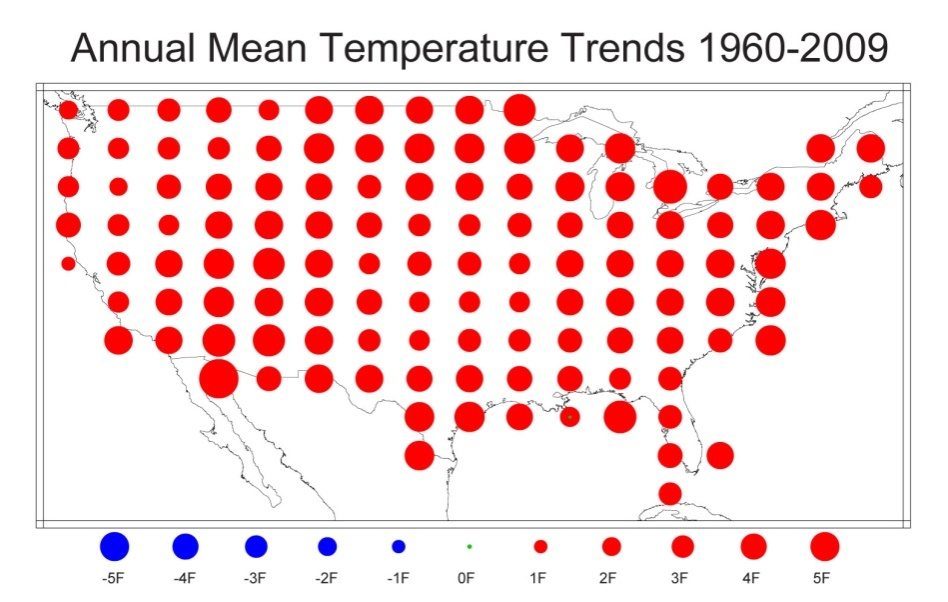 Annual Mean Temperature Trends 1960-2009
-5F -4F -3F -2F -1F 0F 1F 2F 3F 4F 5F